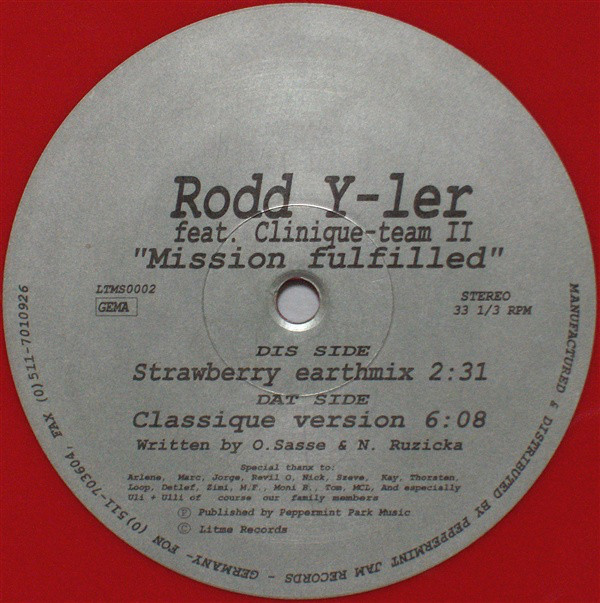 Rodd Y-ler
feat. Clinique-team II
"Mission fulfilled"
LTMS0002
GEMA
STEREO
33 1/3 RPM
DIS SIDE
Strawberry earthmix 2:31
DAT SIDE
Classique version 6:08
Written by O.Sasse & N. Ruzicka
Special thanx to:
Arlene, Marc, Jorge, Revil O, Nick, Steve, Kay, Thorsten,
Loop, Detlef, Zimi, M.F., Moni B., Tom, MCL, And especially
Uli + Ulli of course our family members
Ⓟ Published by Peppermint Park Music
© Litme Records
MANUFACTURED & DISTRIBUTED BY PEPPERMINT JAM RECORDS - GERMANY- FON (0)511-703604, FAX (0)511-7010926